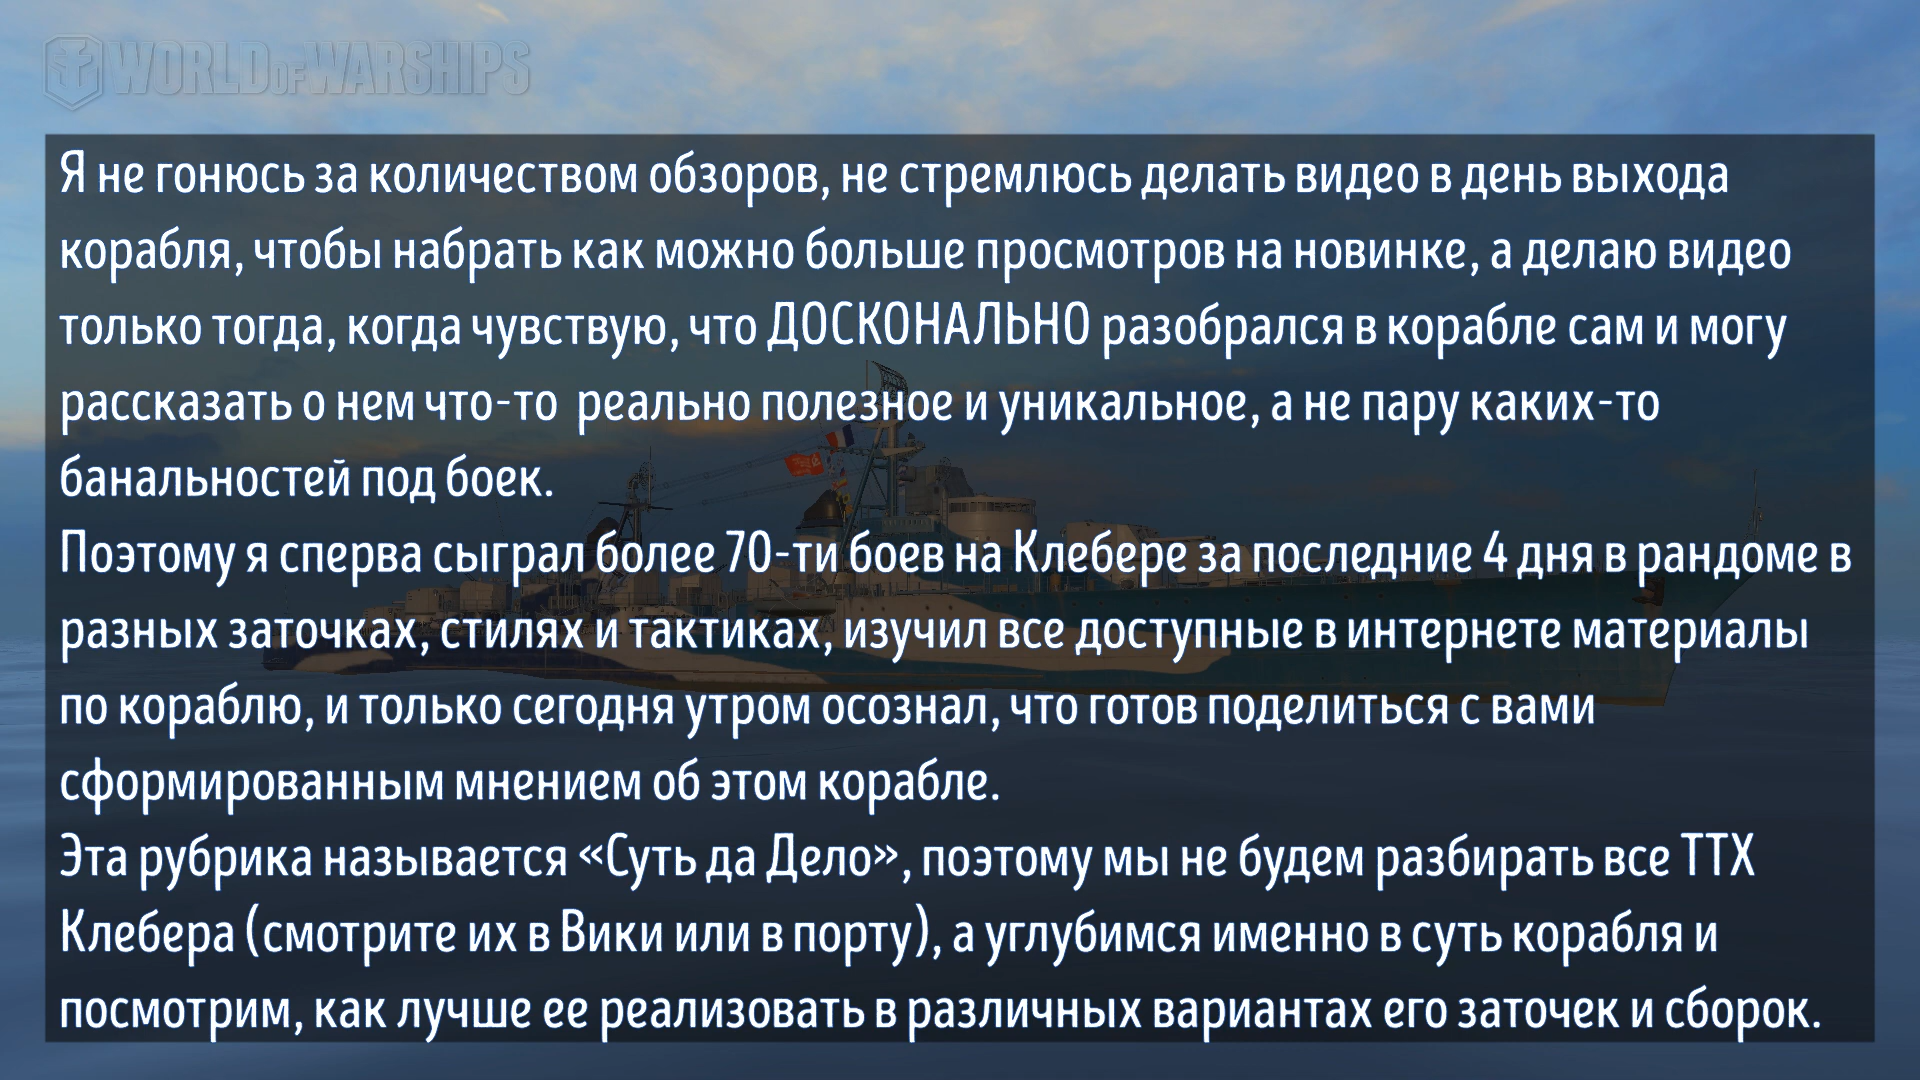 WORLD OF WARSHIPS
Я не гонюсь за количеством обзоров, не стремлюсь делать видео в день выхода
корабля, чтобы набрать как можно больше просмотров на новинке, а делаю видео
только тогда, когда чувствую, что ДОСКОНАЛЬНО разобрался в корабле сам и могу
рассказать о нем что-то  реально полезное и уникальное, а не пару каких-то
банальностей под боек.
Поэтому я сперва сыграл более 70-ти боев на Клебере за последние 4 дня в рандоме в
разных заточках, стилях и тактиках, изучил все доступные в интернете материалы
по кораблю, и только сегодня утром осознал, что готов поделиться с вами
сформированным мнением об этом корабле.
Эта рубрика называется «Суть да Дело», поэтому мы не будем разбирать все ТТХ
Клебера (смотрите их в Вики или в порту), а углубимся именно в суть корабля и
посмотрим, как лучше ее реализовать в различных вариантах его заточек и сборок.